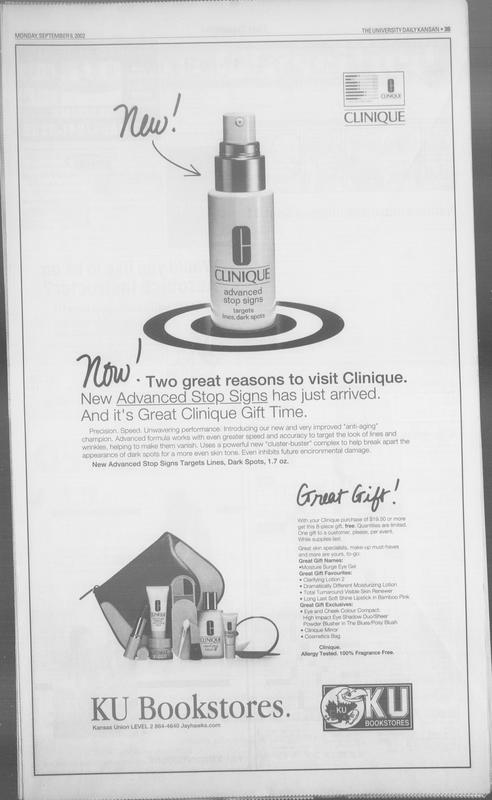 MONDAY, SEPTEMBER 9, 2002
THE UNIVERSITY DAILY KANSAN • 3B
CLINIQUE
CLINIQUE
New!
CLINIQUE
advanced
stop signs
targets
lines, dark spots
Now! Two great reasons to visit Clinique.
New Advanced Stop Signs has just arrived.
And it's Great Clinique Gift Time.
Precision. Speed. Unwavering performance. Introducing our new and very improved "anti-aging"
champion. Advanced formula works with even greater speed and accuracy to target the look of lines and
wrinkles, helping to make them vanish. Uses a powerful new "cluster-buster" complex to help break apart the
appearance of dark spots for a more even skin tone. Even inhibits future environmental damage.
New Advanced Stop Signs Targets Lines, Dark Spots, 1.7 oz.
Great Gift!
With your Clinique purchase of $19.50 or more
get this 8-piece gift, free. Quantities are limited.
One gift to a customer, please, per event.
While supplies last.
Great skin specialists, make-up must-haves
and more are yours, to-go:
Great Gift Names:
•Moisture Surge Eye Gel
Great Gift Favourites:
• Clarifying Lotion 2
• Dramatically Different Moisturizing Lotion
• Total Turnaround Visible Skin Renewer
• Long Last Soft Shine Lipstick in Bamboo Pink
Great Gift Exclusives:
• Eye and Cheek Colour Compact:
High Impact Eye Shadow Duo/Sheer
Powder Blusher in The Blues/Posy Blush
• Clinique Mirror
• Cosmetics Bag
Clinique.
Allergy Tested. 100% Fragrance Free.
CLINIQUE
CLINIQUE
KU Bookstores.
Kansas Union LEVEL 2 864-4640 Jayhawks.com
KU
KU
BOOKSTORES